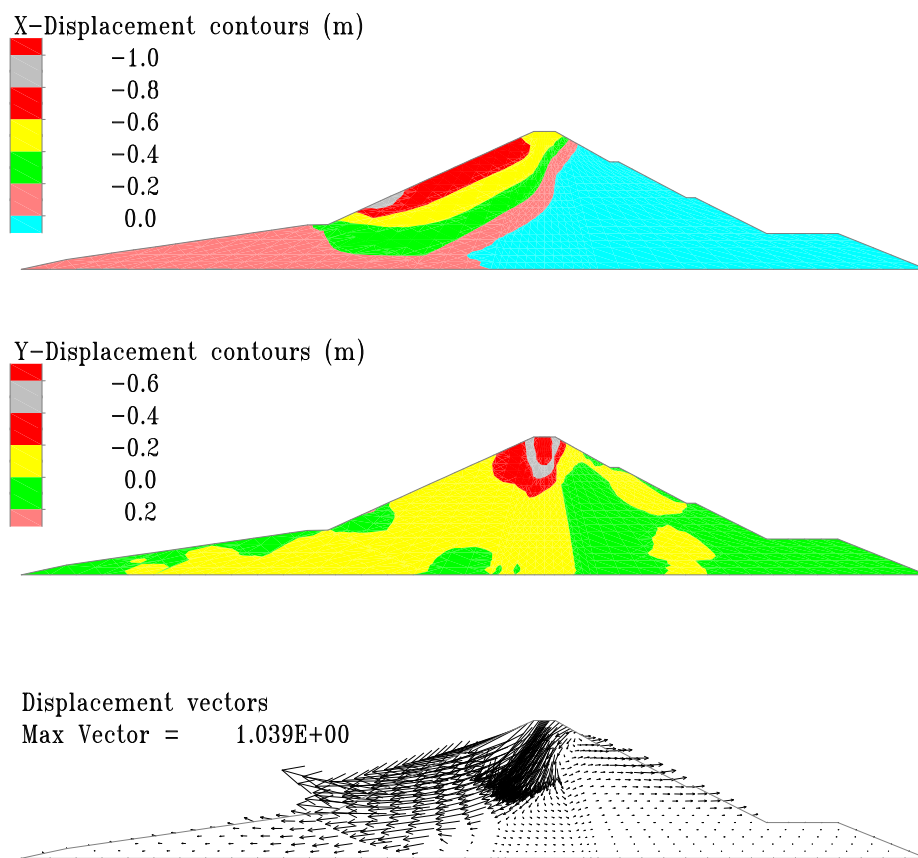 X-Displacement contours (m)
-1.0
-0.8
-0.6
-0.4
-0.2
0.0
Y-Displacement contours (m)
-0.6
-0.4
-0.2
0.0
0.2
Displacement vectors
Max Vector = 1.039E+00